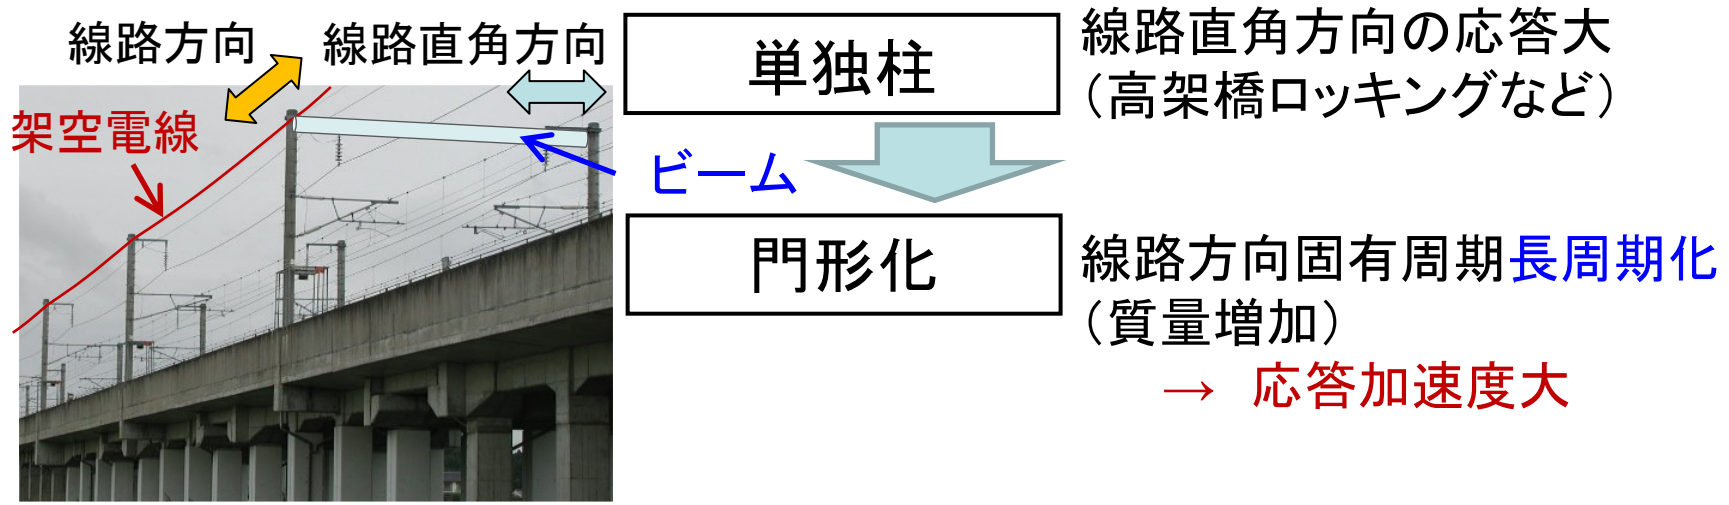 線路方向
線路直角方向
架空電線
ビーム
単独柱
線路直角方向の応答大
（高架橋ロッキングなど）
門形化
線路方向固有周期長周期化
（質量増加）
→ 応答加速度大